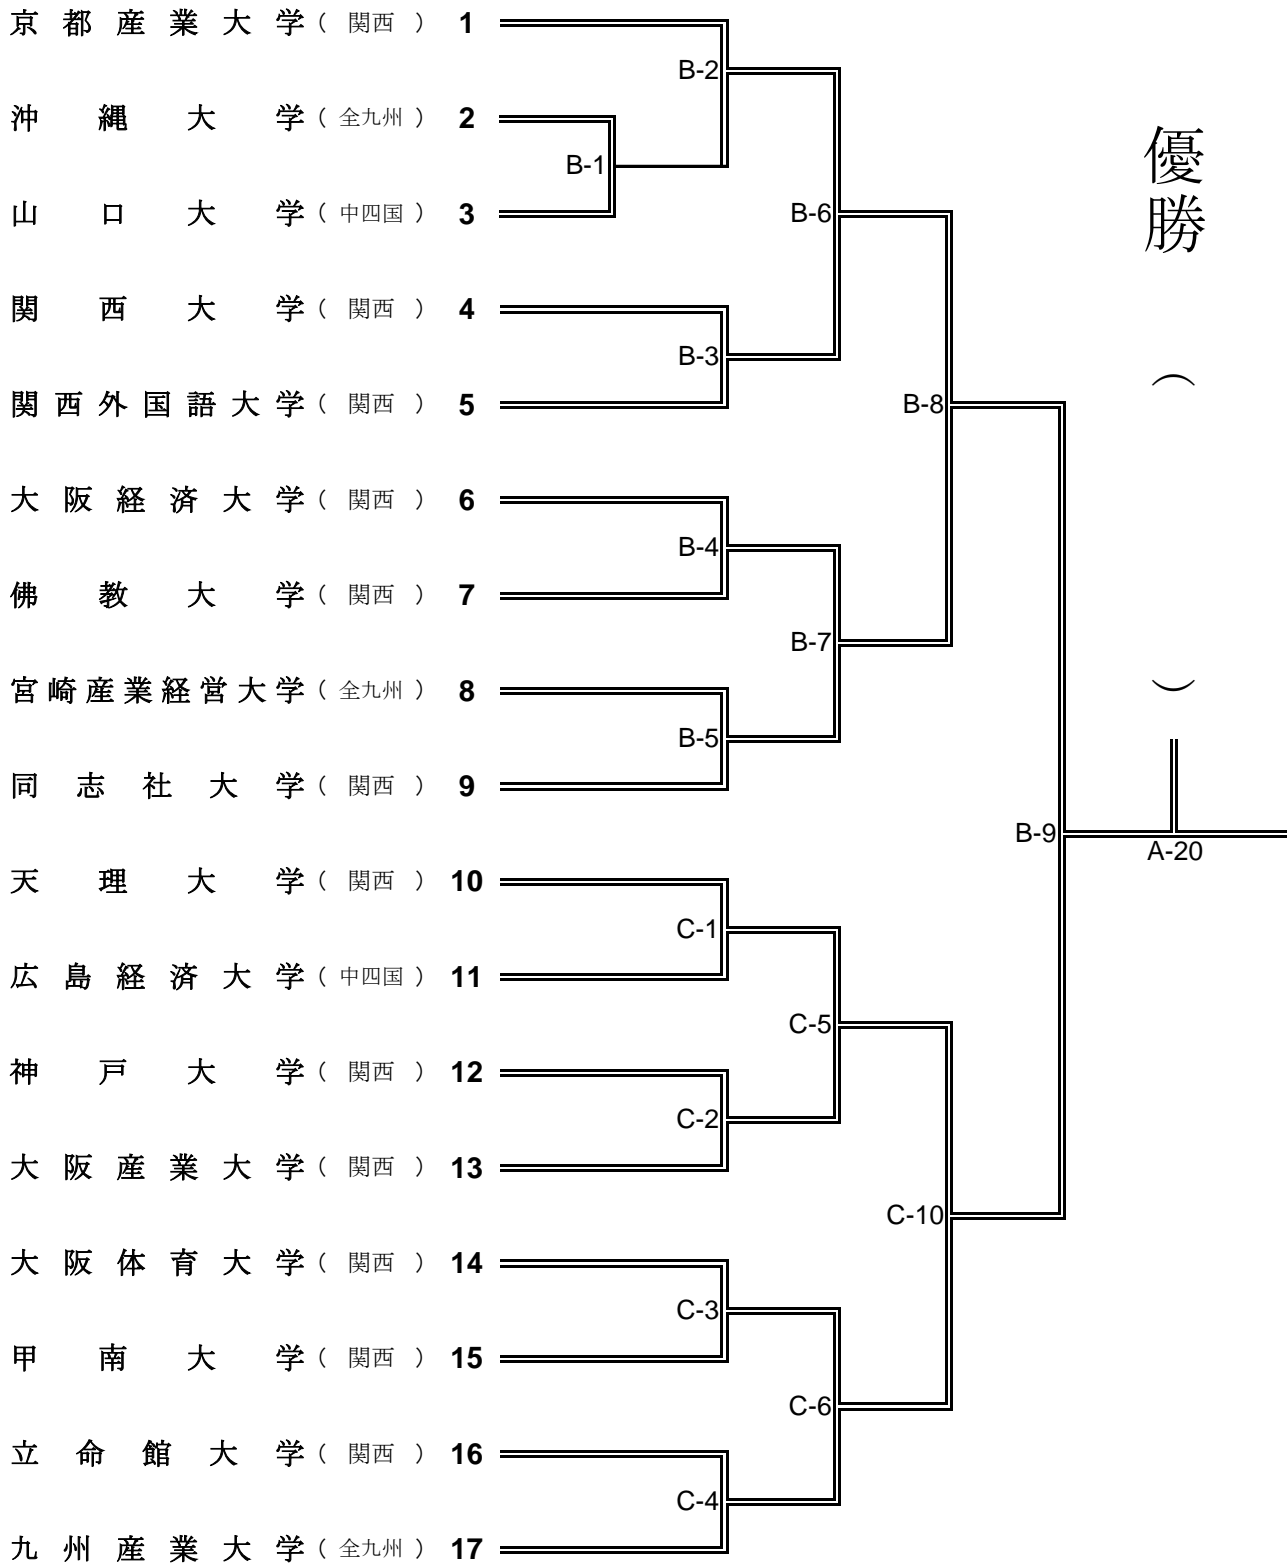 京都産業大学（関西）1
B-2
沖縄大学（全九州）2
B-1
山口大学（中四国）3
B-6
関西大学（関西）4
B-3
関西外国語大学（関西）5
B-8
大阪経済大学（関西）6
B-4
佛教大学（関西）7
B-7
宮崎産業経営大学（全九州）8
B-5
同志社大学（関西）9
B-9
A-20
天理大学（関西）10
C-1
広島経済大学（中四国）11
C-5
神戸大学（関西）12
C-2
大阪産業大学（関西）13
C-10
大阪体育大学（関西）14
C-3
甲南大学（関西）15
C-6
立命館大学（関西）16
C-4
九州産業大学（全九州）17
優勝（　）